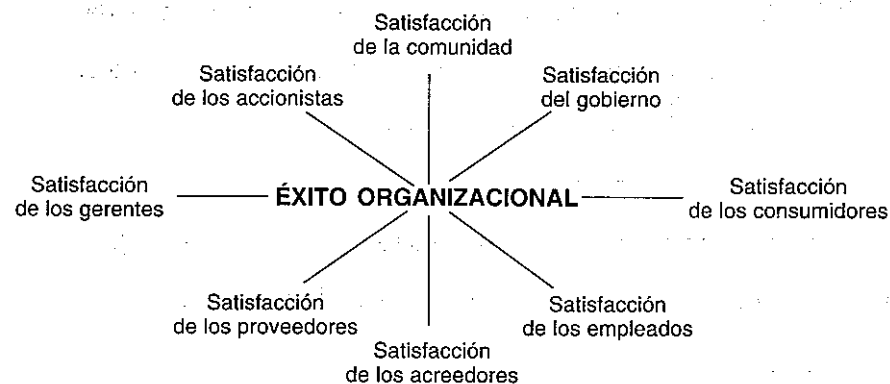 Satisfacción
de la comunidad
Satisfacción
de los accionistas
Satisfacción
del gobierno
Satisfacción
de los gerentes
ÉXITO ORGANIZACIONAL
Satisfacción
de los consumidores
Satisfacción
de los proveedores
Satisfacción
de los acreedores
Satisfacción
de los empleados